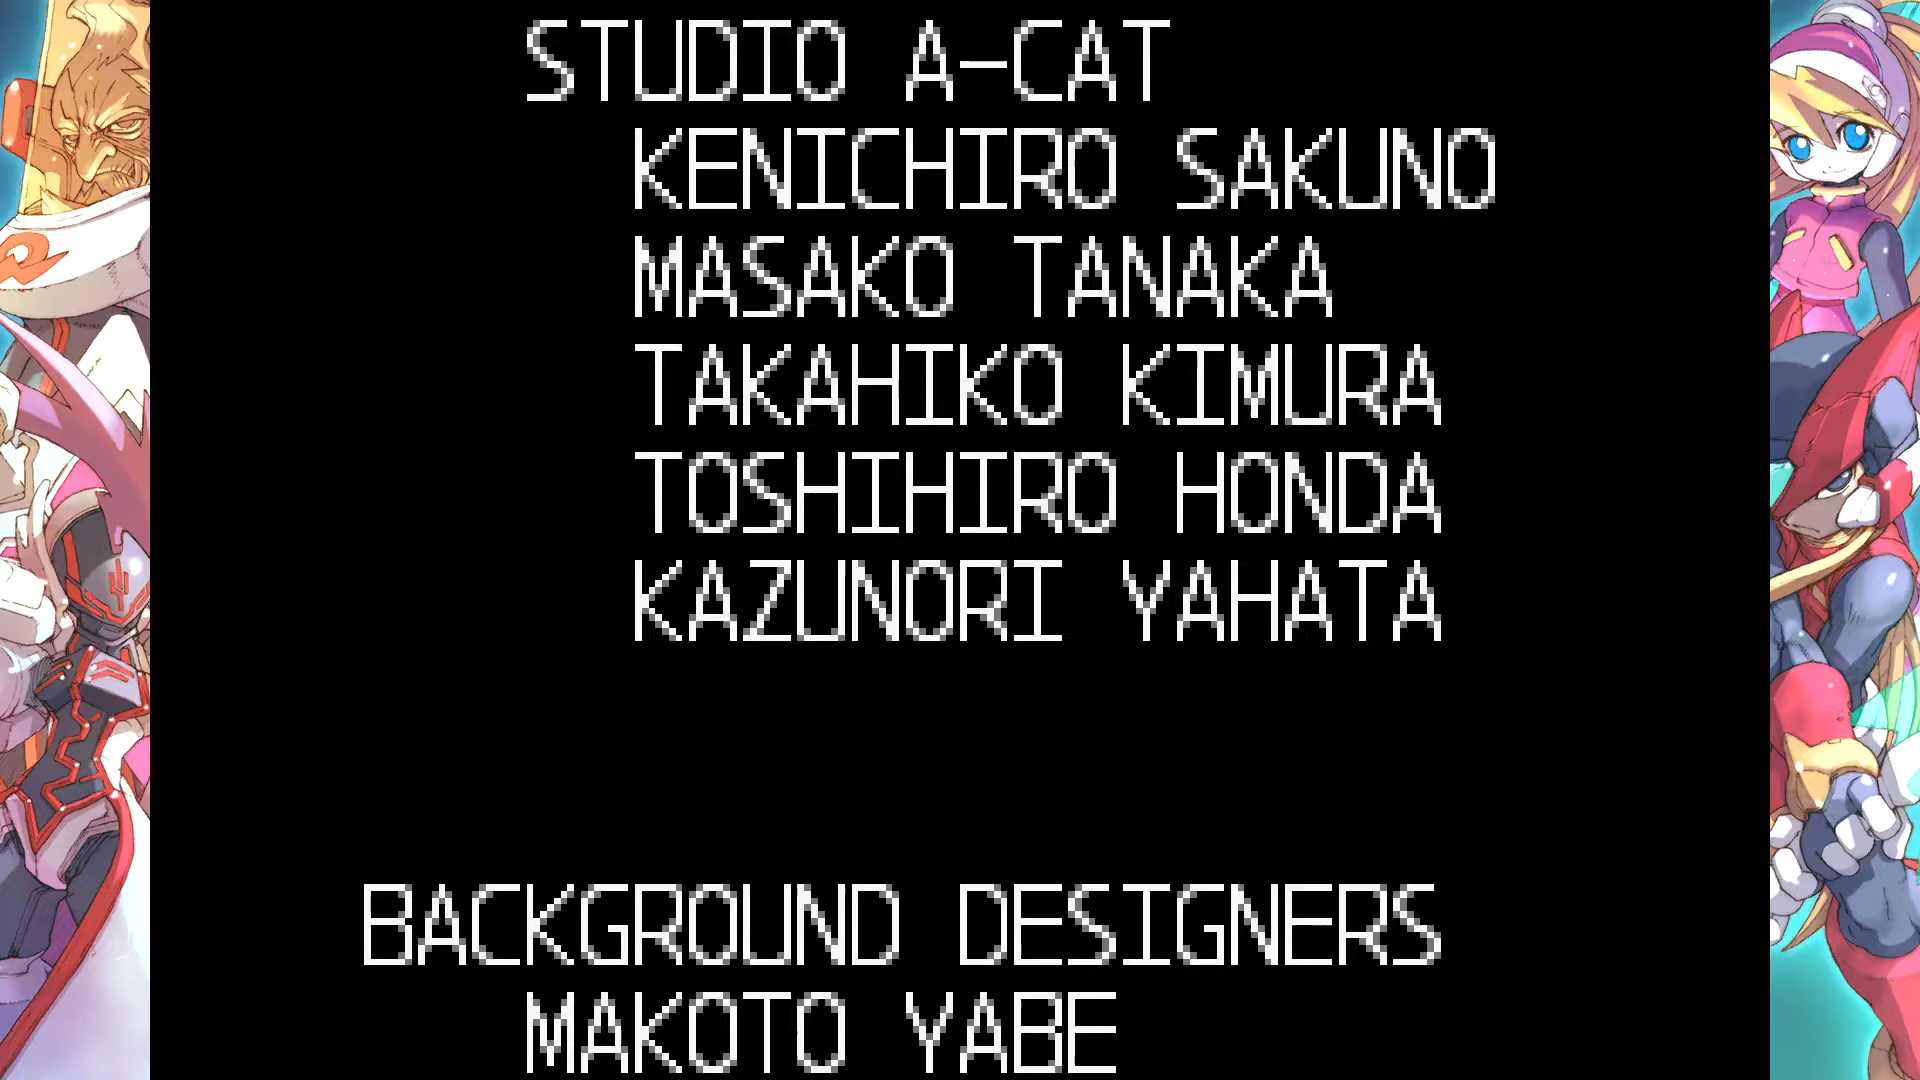 STUDIO A-CAT
KENICHIRO SAKUNO
MASAKO TANAKA
TAKAHIKO KIMURA
TOSHIHIRO HONDA
KAZUNORI YAHATA
BACKGROUND DESIGNERS
MAKOTO YABE